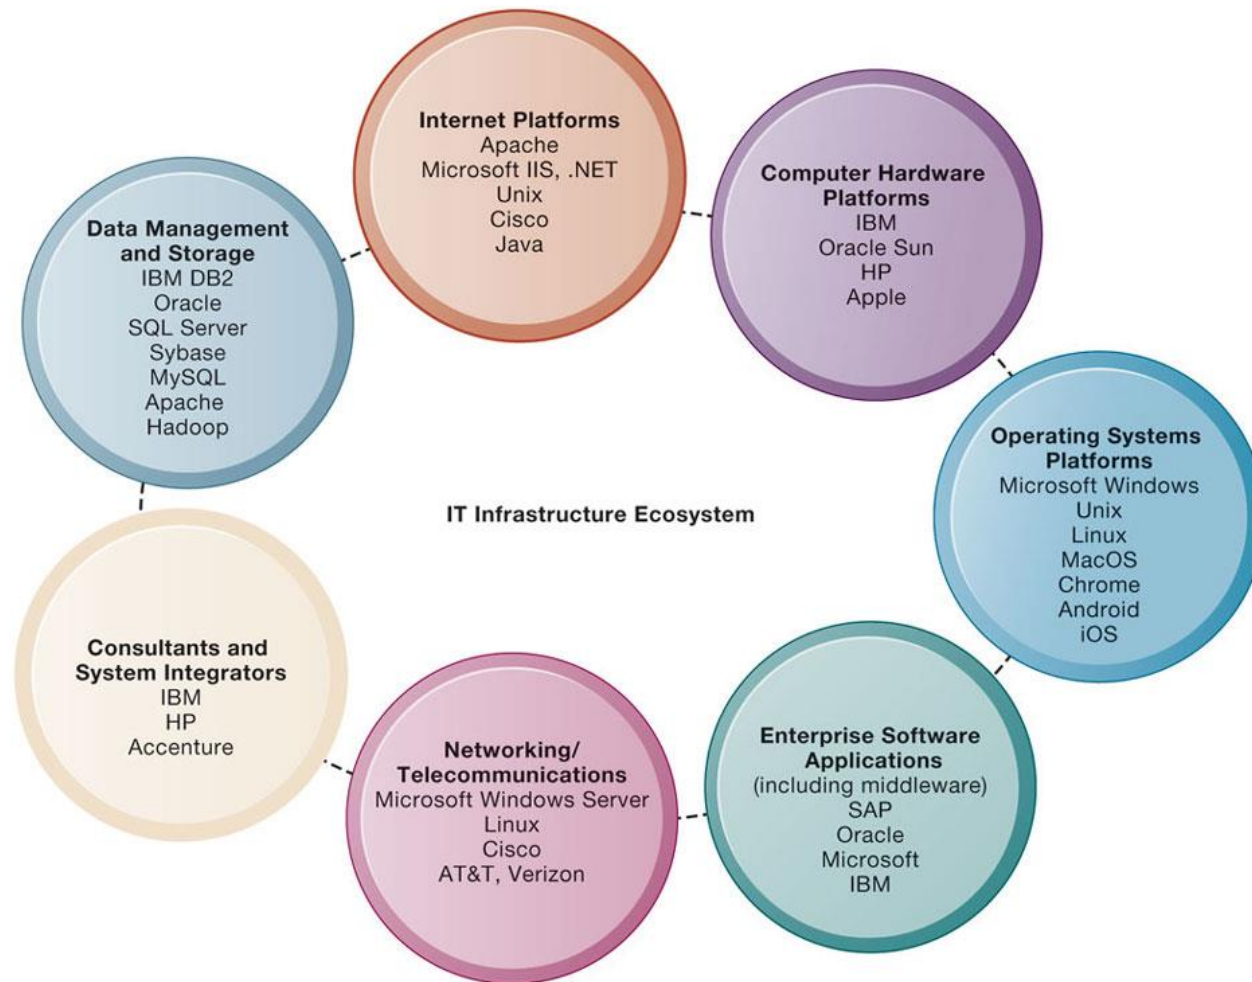 Internet Platforms
Apache
Microsoft IIS, .NET
Unix
Cisco
Java
Computer Hardware
Platforms
IBM
Oracle Sun
HP
Apple
Operating Systems
Platforms
Microsoft Windows
Unix
Linux
MacOS
Chrome
Android
iOS
Enterprise Software
Applications
(including middleware)
SAP
Oracle
Microsoft
IBM
Networking/
Telecommunications
Microsoft Windows Server
Linux
Cisco
AT&T, Verizon
Consultants and
System Integrators
IBM
HP
Accenture
Data Management
and Storage
IBM DB2
Oracle
SQL Server
Sybase
MySQL
Apache
Hadoop
IT Infrastructure Ecosystem